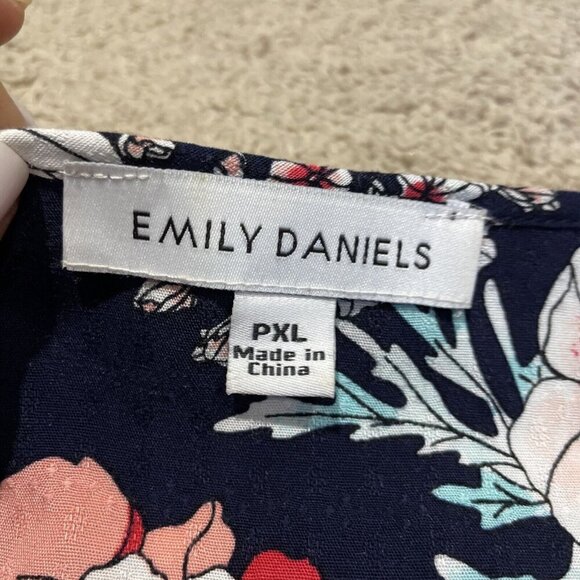 EMILY DANIELS
PXL
Made in
China